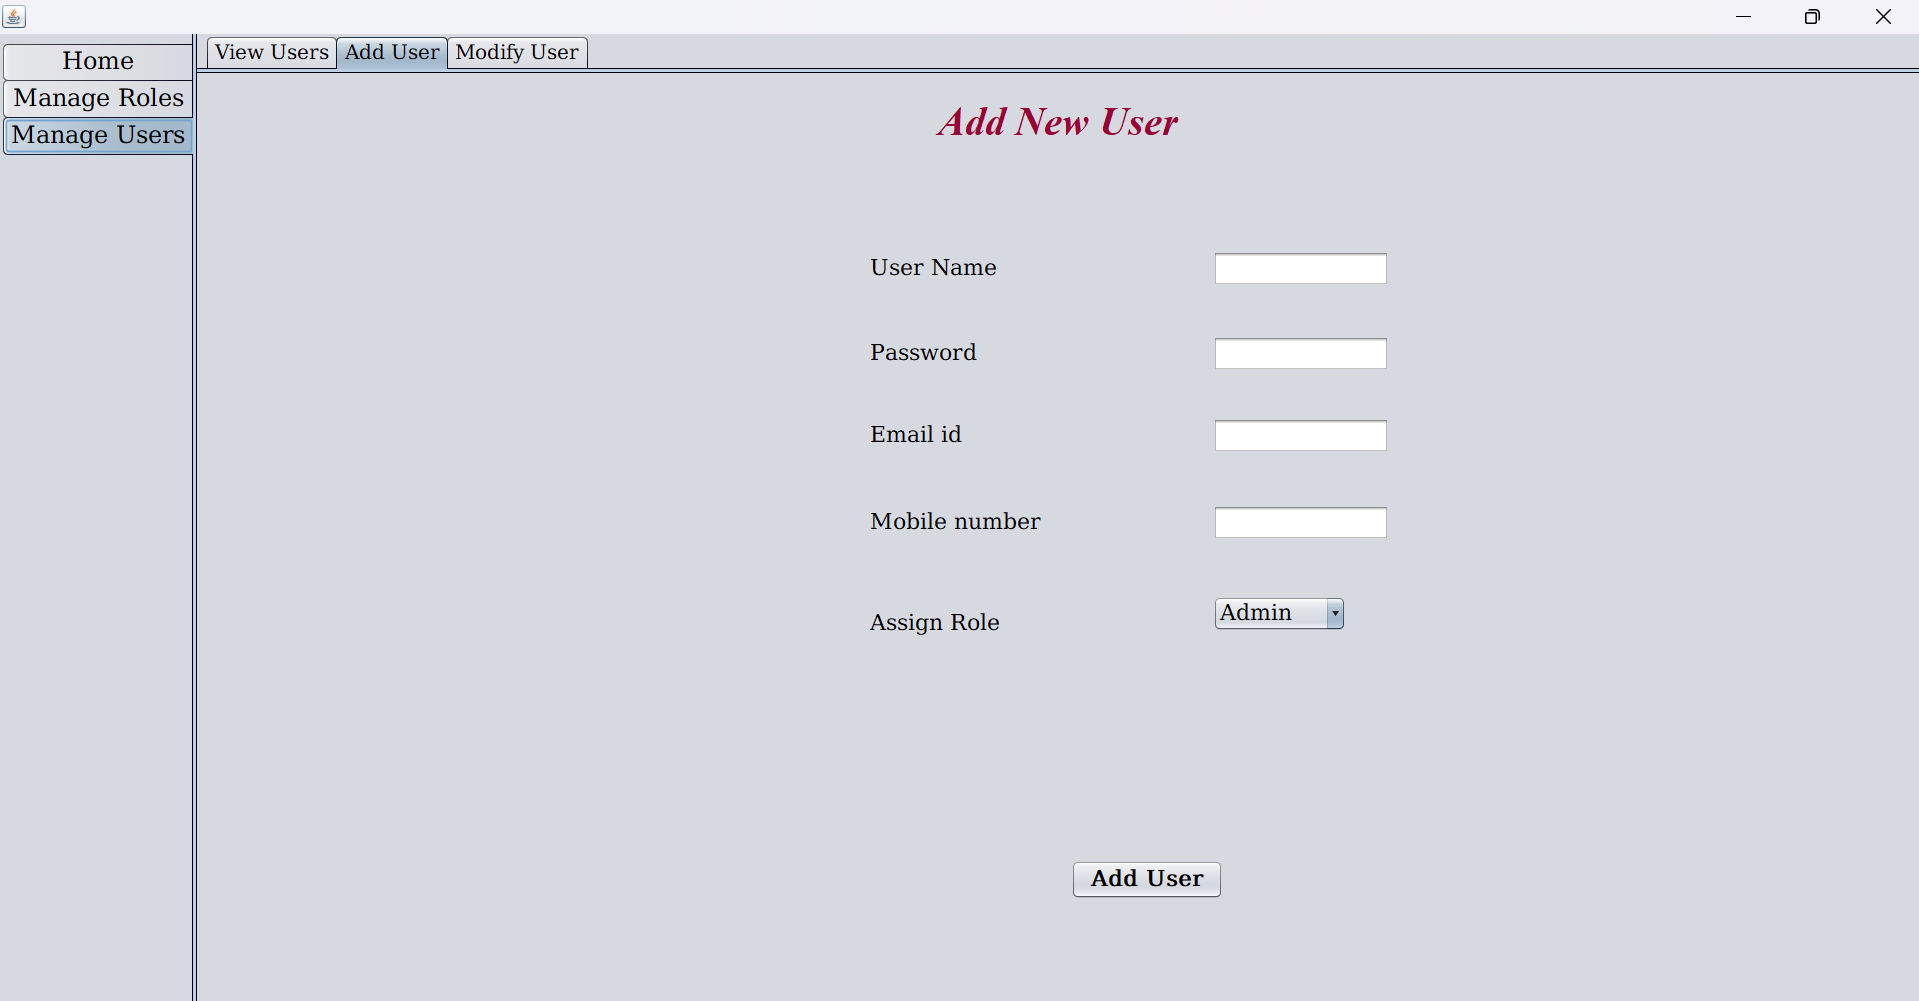 Home
Manage Roles
Manage Users
View Users Add User Modify User
Add New User
User Name
Password
Email id
Mobile number
Assign Role Admin
Add User